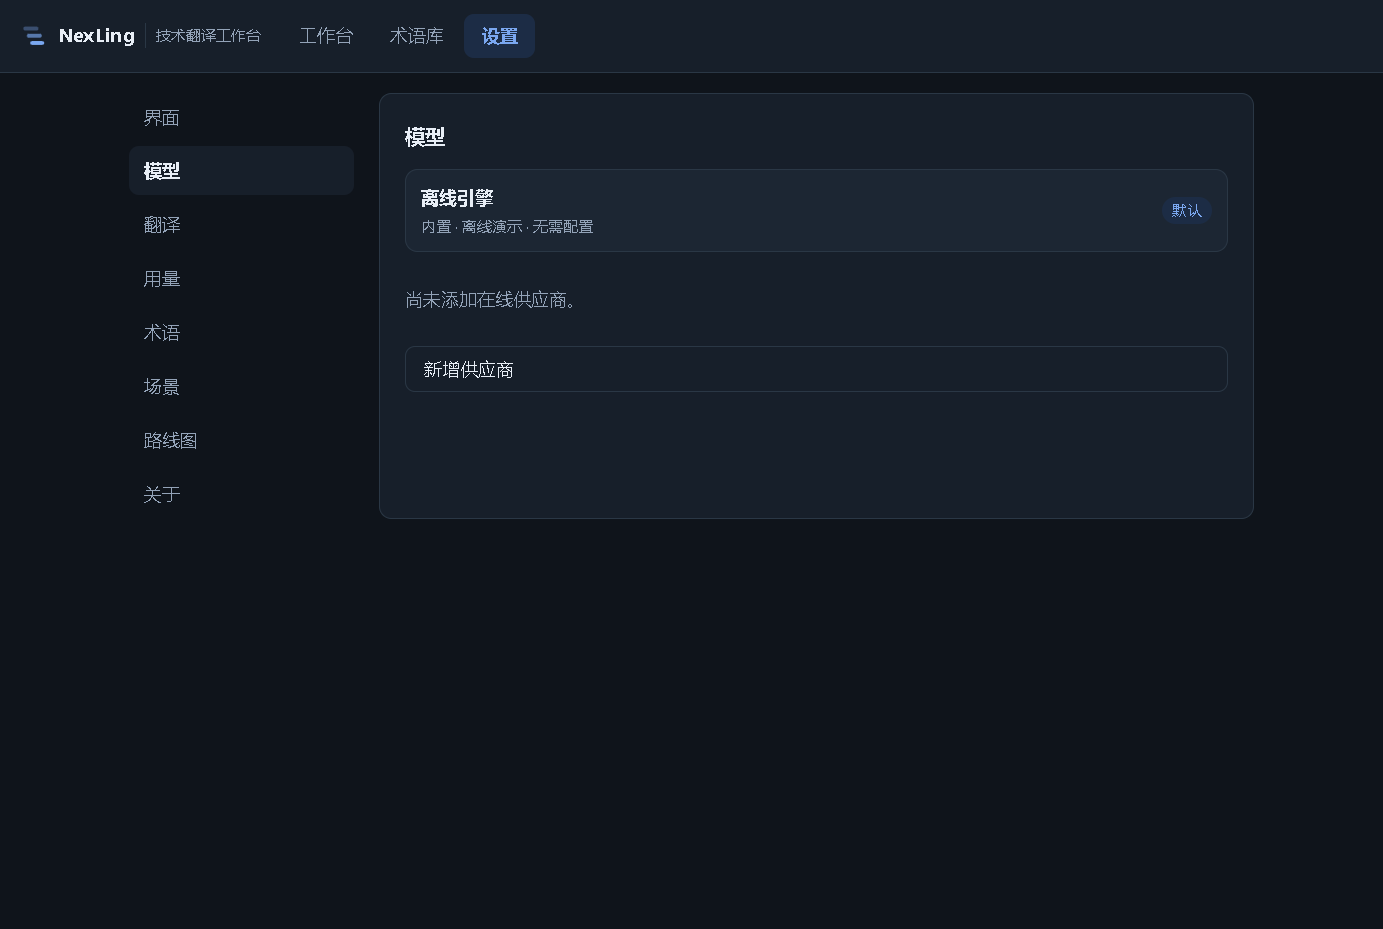 NexLing 技术翻译工作台 工作台 术语库 设置
界面
模型
翻译
用量
术语
场景
路线图
关于
模型
离线引擎
内置 · 离线演示 · 无需配置
默认
尚未添加在线供应商。
新增供应商